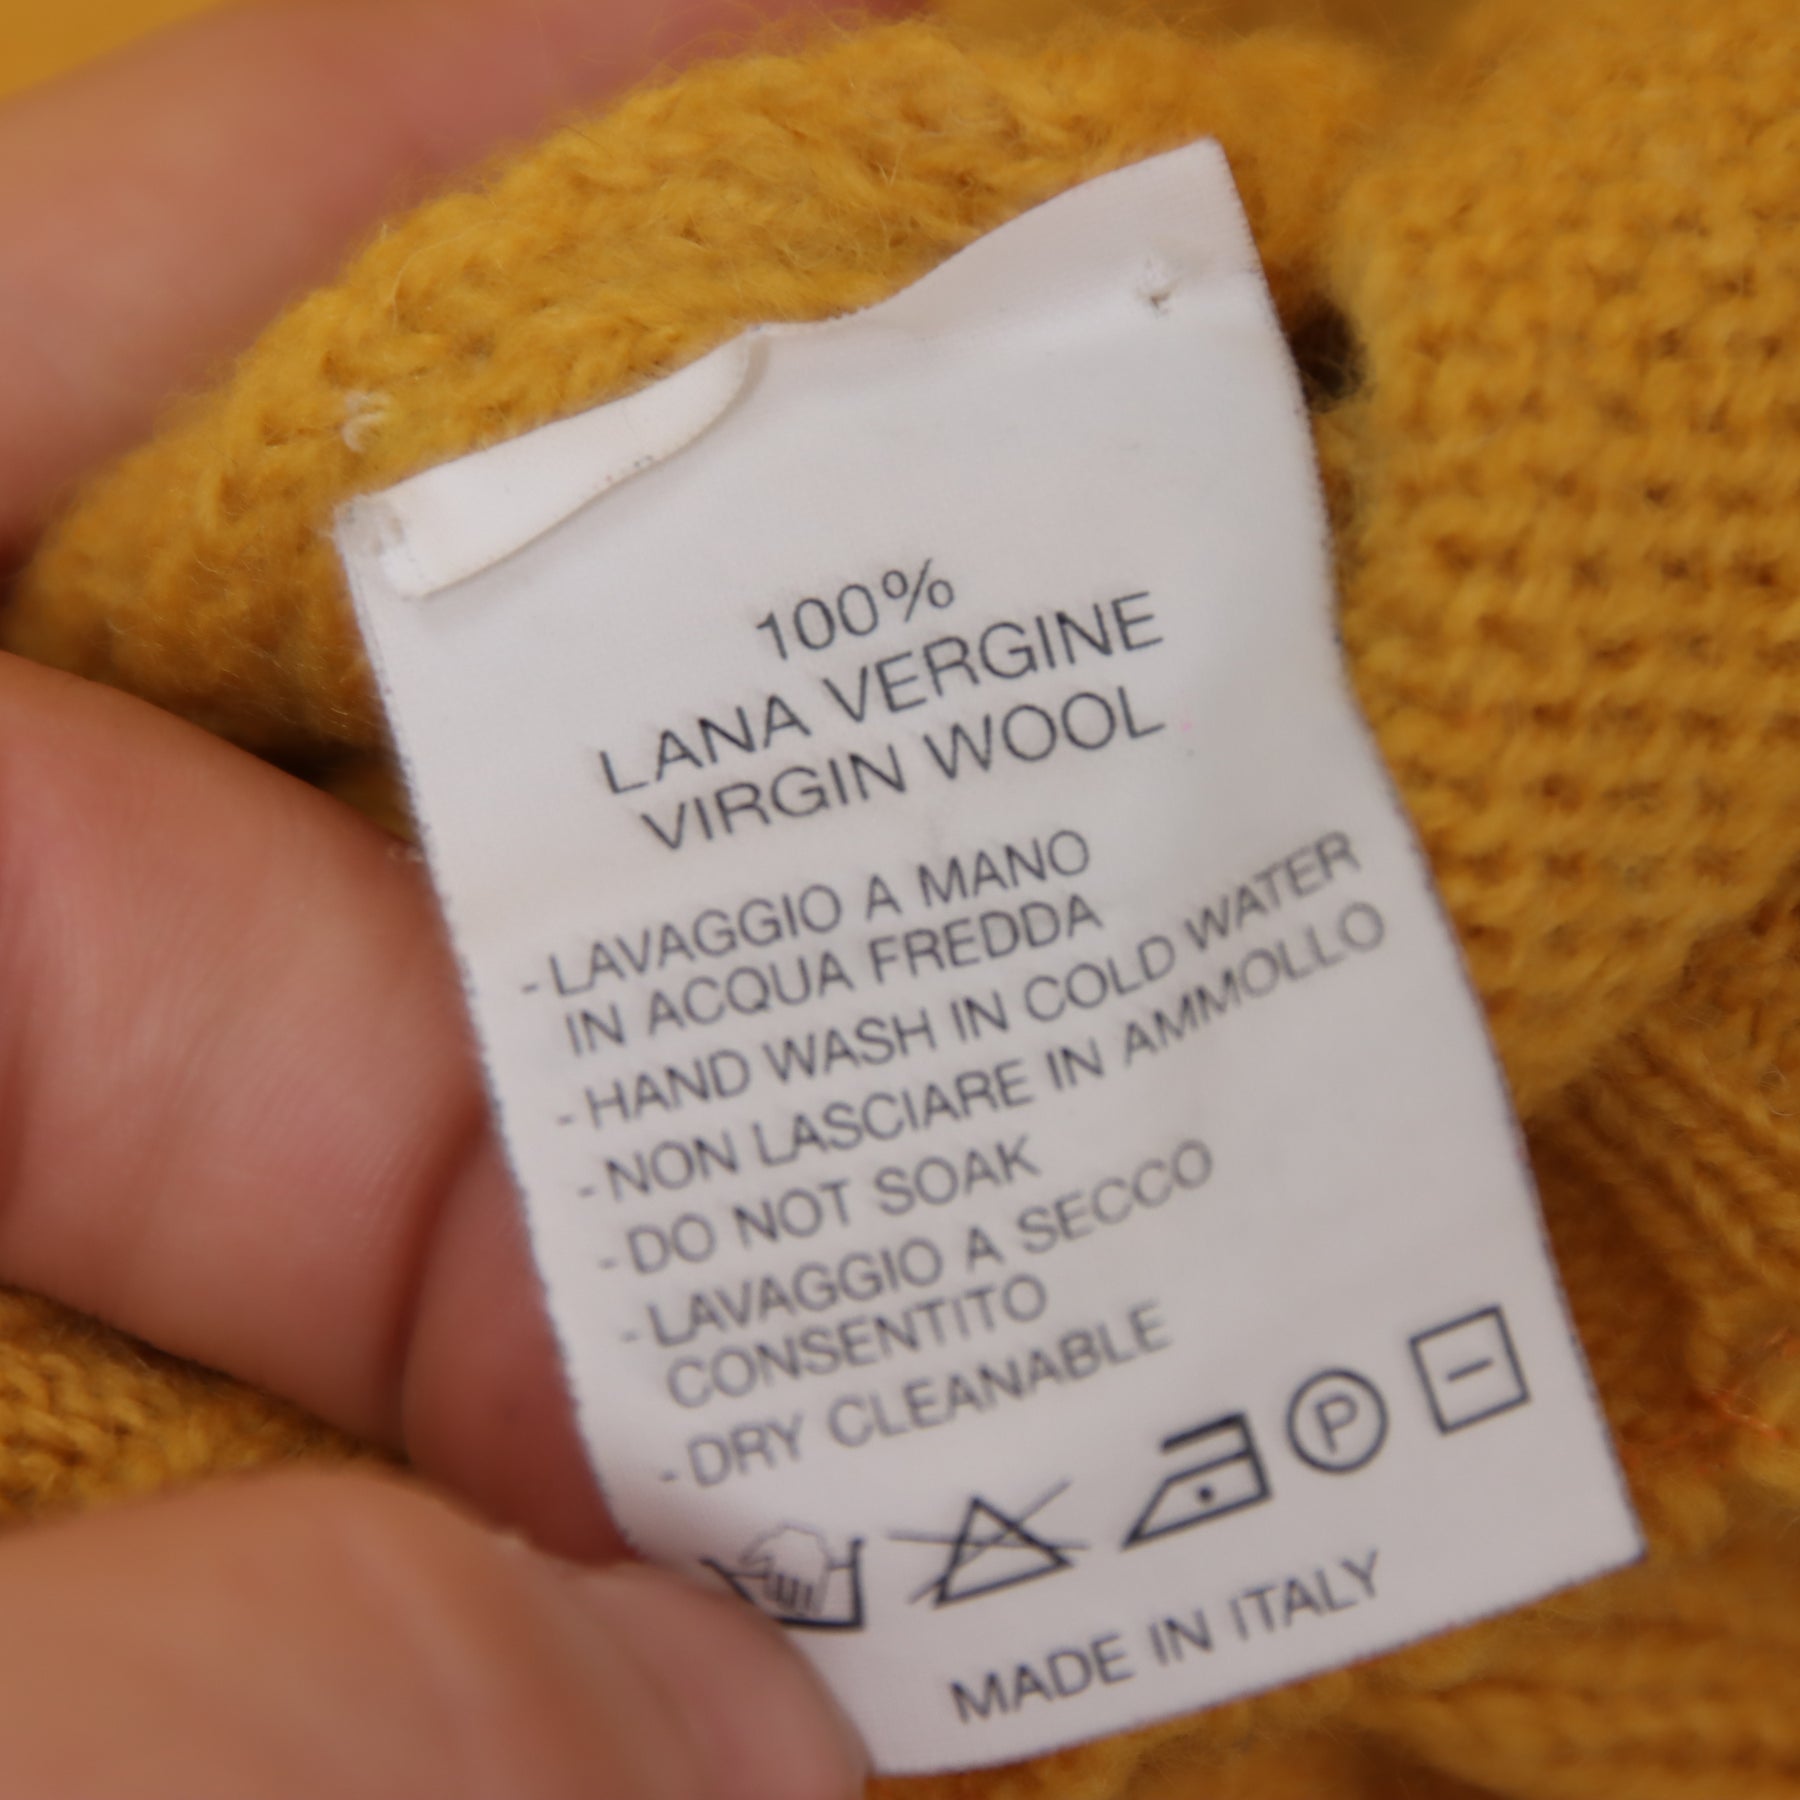 100%
LANA VERGINE
VIRGIN WOOL
- LAVAGGIO A MANO
IN ACQUA FREDDA
- HAND WASH IN COLD WATER
- NON LASCIARE IN AMMOLLO
- DO NOT SOAK
- LAVAGGIO A SECCO
CONSENTITO
- DRY CLEANABLE
P
MADE IN ITALY